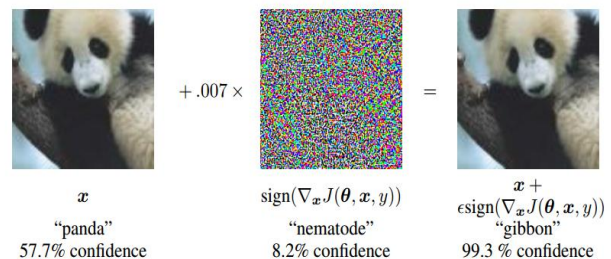 + .007 ×
=
x
“panda”
57.7% confidence
sign(∇ₓJ(θ, x, y))
“nematode”
8.2% confidence
x +
ϵsign(∇ₓJ(θ, x, y))
“gibbon”
99.3 % confidence